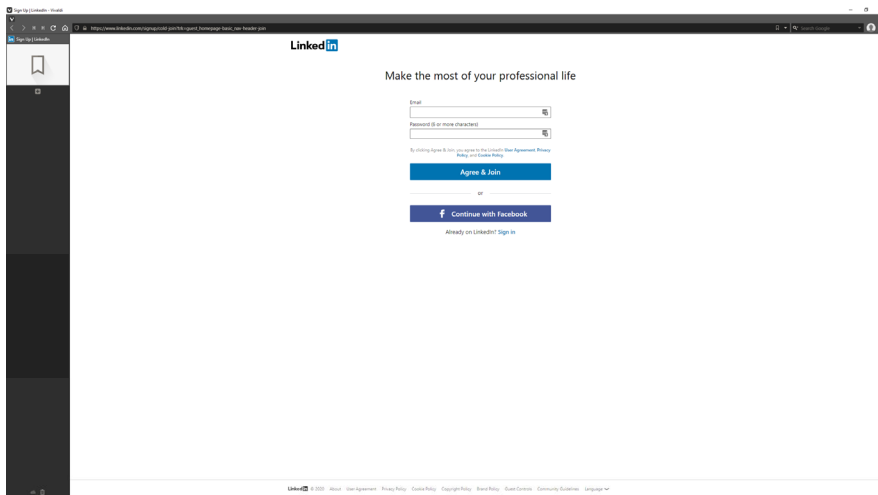 Sign Up | LinkedIn - Vivaldi
https://www.linkedin.com/signup/cold-join?trk=guest_homepage-basic_nav-header-join
Search Google
Sign Up | LinkedIn
Linked in
Make the most of your professional life
Email
Password (6 or more characters)
By clicking Agree & Join, you agree to the LinkedIn User Agreement, Privacy
Policy, and Cookie Policy.
Agree & Join
or
Continue with Facebook
Already on LinkedIn? Sign in
Linked in © 2020 About User Agreement Privacy Policy Cookie Policy Copyright Policy Brand Policy Guest Controls Community Guidelines Language